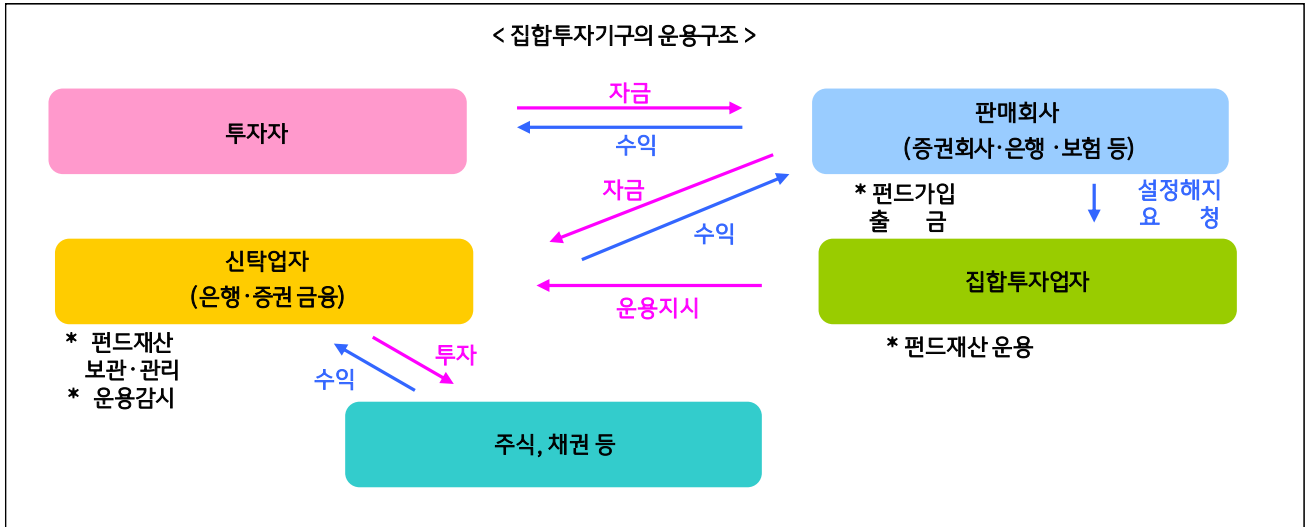 < 집합투자기구의 운용구조 >
자금
투자자
수익
판매회사
(증권회사·은행 ·보험 등)
자금
수익
* 펀드가입
출 금
설정해지
요 청
신탁업자
(은행·증권 금융)
운용지시
집합투자업자
* 펀드재산
보관·관리
* 운용감시
* 펀드재산 운용
수익
투자
주식, 채권 등